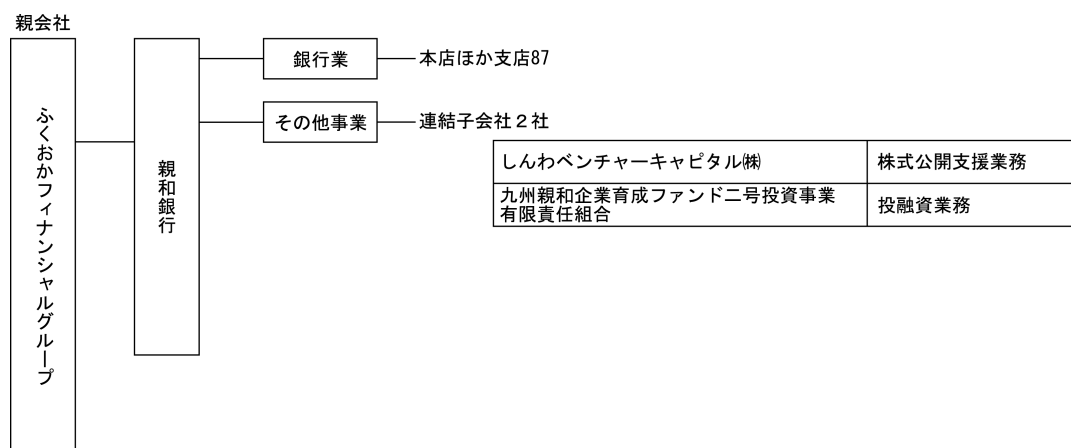 親会社
ふくおかフィナンシャルグループ
親和銀行
銀行業
本店ほか支店87
その他事業
連結子会社２社
しんわベンチャーキャピタル㈱
株式公開支援業務
九州親和企業育成ファンド二号投資事業
有限責任組合
投融資業務